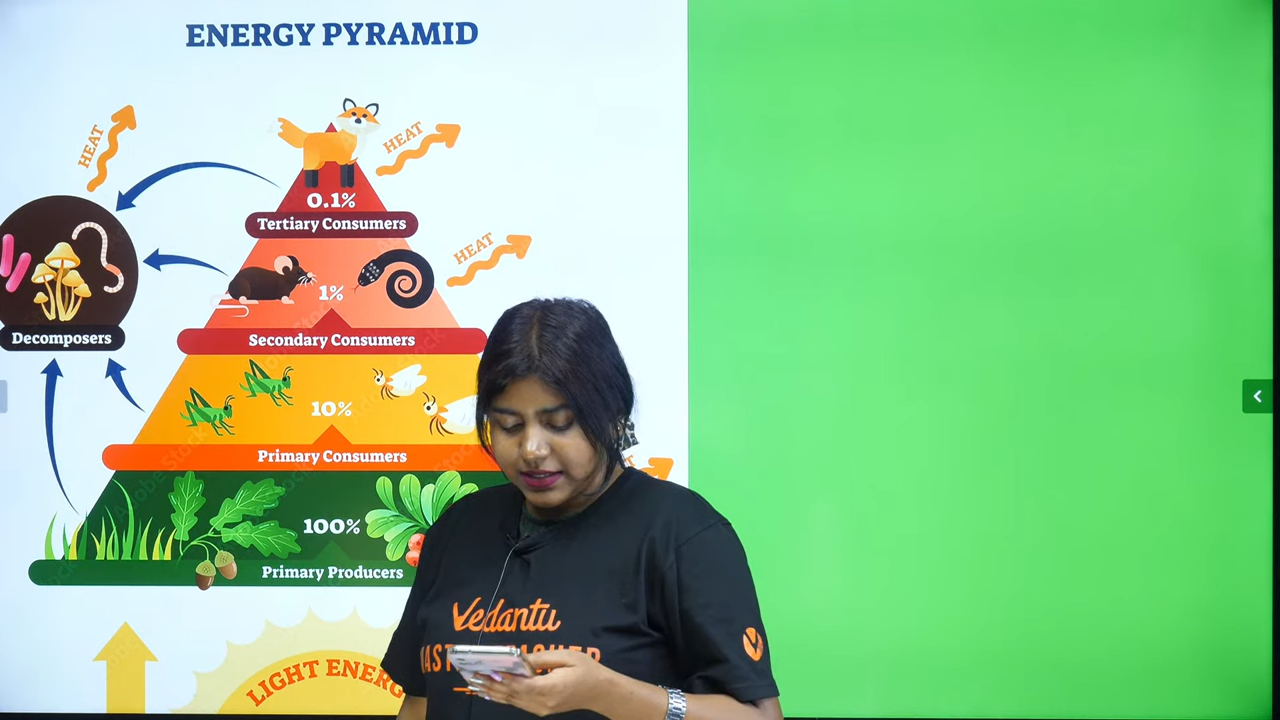 ENERGY PYRAMID
HEAT
HEAT
0.1%
Tertiary Consumers
HEAT
1%
Secondary Consumers
Decomposers
10%
Primary Consumers
100%
Primary Producers
LIGHT ENERG
Vedantu